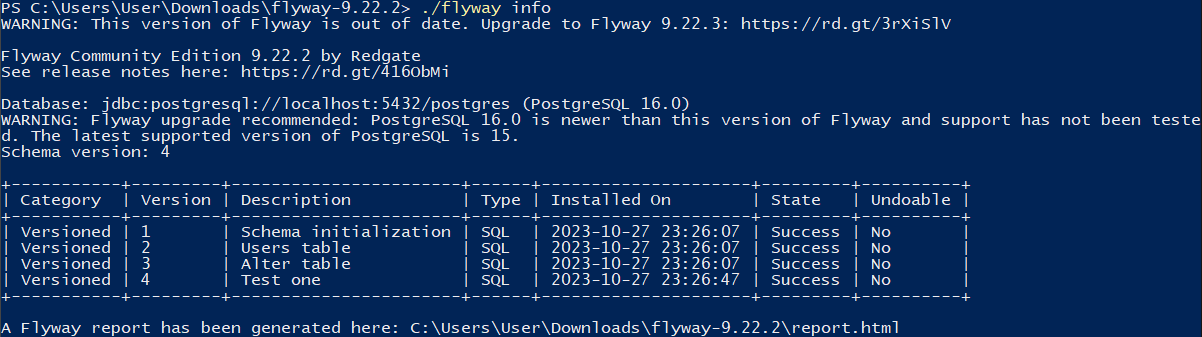 PS C:\Users\User\Downloads\flyway-9.22.2> ./flyway info
WARNING: This version of Flyway is out of date. Upgrade to Flyway 9.22.3: https://rd.gt/3rXiSlV

Flyway Community Edition 9.22.2 by Redgate
See release notes here: https://rd.gt/416ObMi

Database: jdbc:postgresql://localhost:5432/postgres (PostgreSQL 16.0)
WARNING: Flyway upgrade recommended: PostgreSQL 16.0 is newer than this version of Flyway and support has not been teste
d. The latest supported version of PostgreSQL is 15.
Schema version: 4

+-----------+---------+-----------------------+------+---------------------+---------+----------+
| Category  | Version | Description           | Type | Installed On        | State   | Undoable |
+-----------+---------+-----------------------+------+---------------------+---------+----------+
| Versioned | 1       | Schema initialization | SQL  | 2023-10-27 23:26:07 | Success | No       |
| Versioned | 2       | Users table           | SQL  | 2023-10-27 23:26:07 | Success | No       |
| Versioned | 3       | Alter table           | SQL  | 2023-10-27 23:26:07 | Success | No       |
| Versioned | 4       | Test one              | SQL  | 2023-10-27 23:26:47 | Success | No       |
+-----------+---------+-----------------------+------+---------------------+---------+----------+

A Flyway report has been generated here: C:\Users\User\Downloads\flyway-9.22.2\report.html